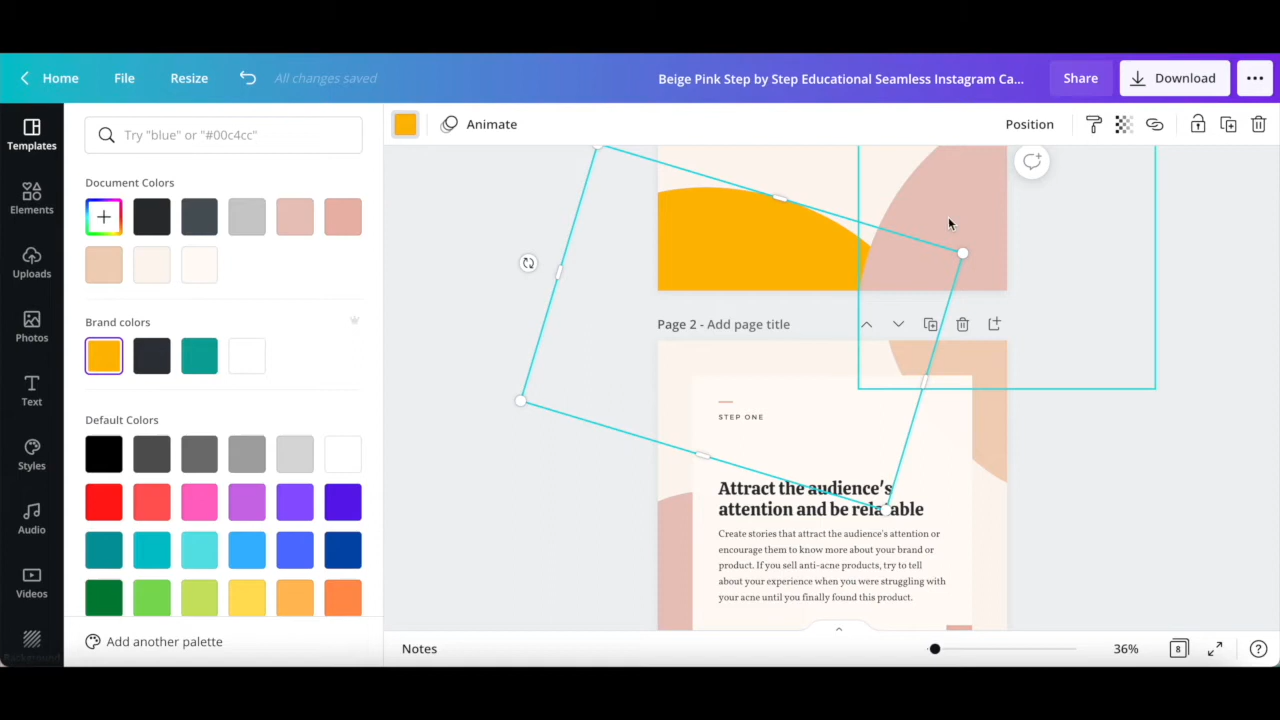 Home
File
Resize
All changes saved
Beige Pink Step by Step Educational Seamless Instagram Ca...
Share
Download
Templates
Elements
Uploads
Photos
Text
Styles
Audio
Videos
Background
Try "blue" or "#00c4cc"
Document Colors
Brand colors
Default Colors
Add another palette
Animate
Position
Page 2 - Add page title
STEP ONE
Attract the audience's
attention and be relatable
Create stories that attract the audience's attention or
encourage them to know more about your brand or
product. If you sell anti-acne products, try to tell
about your experience when you were struggling with
your acne until you finally found this product.
Notes
36%
8